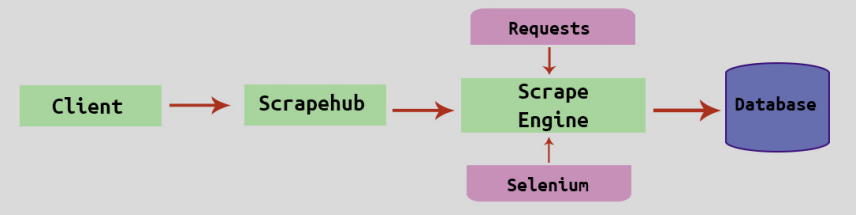 Requests
Client
Scrapehub
Scrape
Engine
Database
Selenium